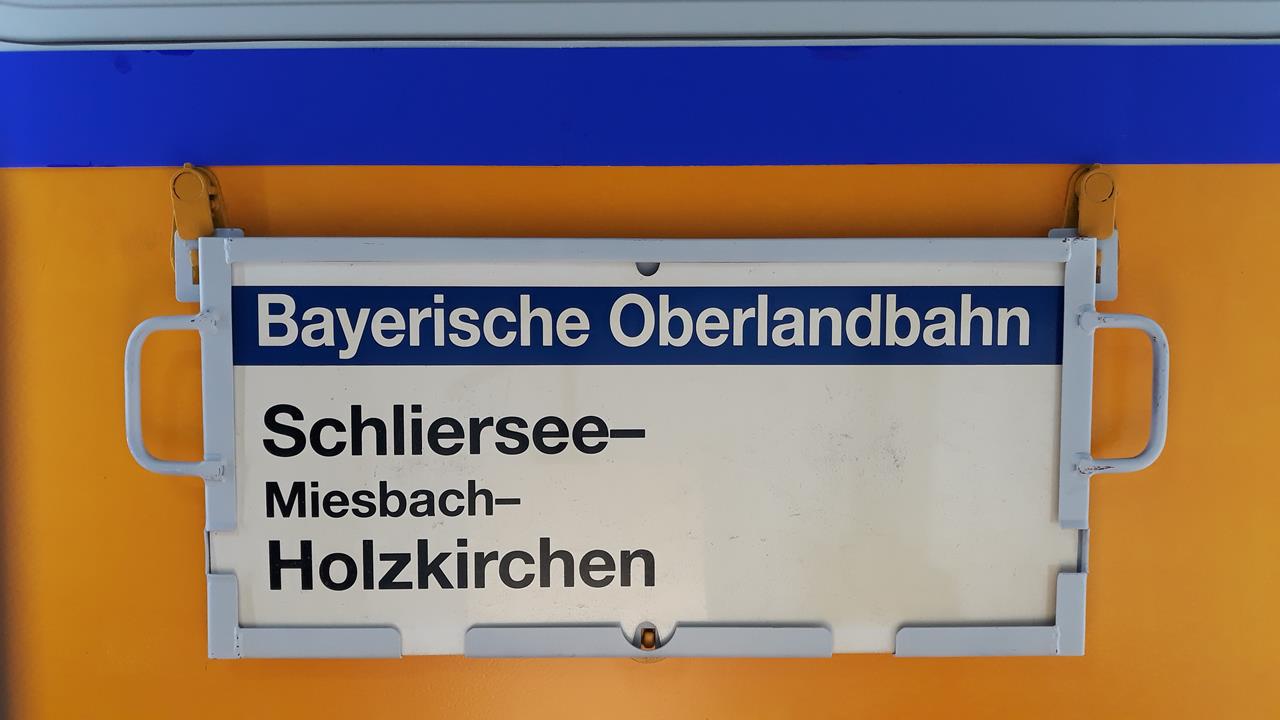 Bayerische Oberlandbahn
Schliersee–
Miesbach–
Holzkirchen